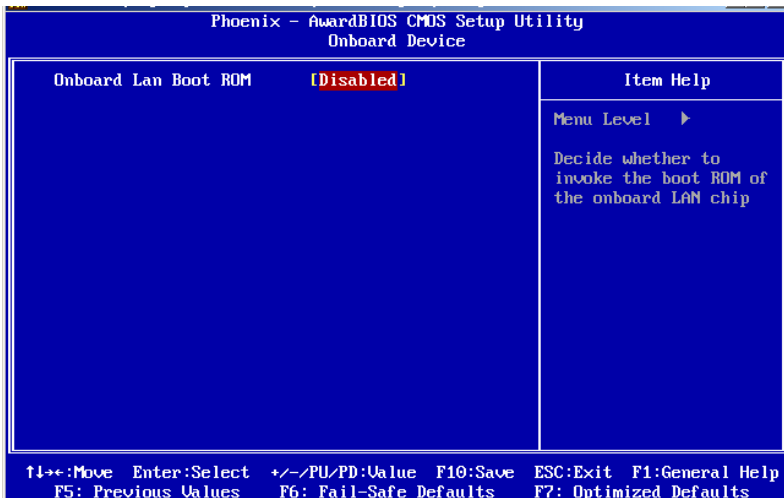 Phoenix - AwardBIOS CMOS Setup Utility
Onboard Device
Onboard Lan Boot ROM [Disabled]
Item Help
Menu Level ►
Decide whether to
invoke the boot ROM of
the onboard LAN chip
↑↓→←:Move Enter:Select +/-/PU/PD:Value F10:Save ESC:Exit F1:General Help
F5: Previous Values F6: Fail-Safe Defaults F7: Optimized Defaults